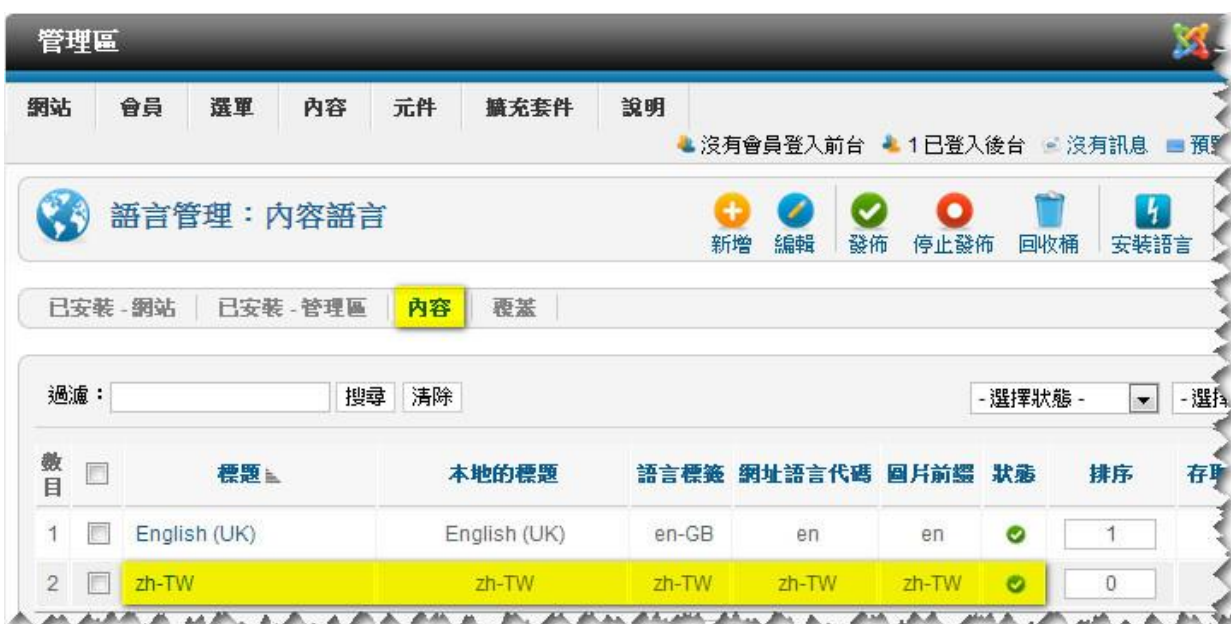 管理區
網站 會員 選單 內容 元件 擴充套件 說明
沒有會員登入前台 1 已登入後台 沒有訊息
語言管理：內容語言
新增 編輯 發佈 停止發佈 回收桶 安裝語言
已安裝 - 網站 已安裝 - 管理區 內容 覆蓋
過濾： 搜尋 清除 - 選擇狀態 -
數目 標題 本地的標題 語言標籤 網址語言代碼 圖片前綴 狀態 排序
1 English (UK) English (UK) en-GB en en 1
2 zh-TW zh-TW zh-TW zh-TW zh-TW 0